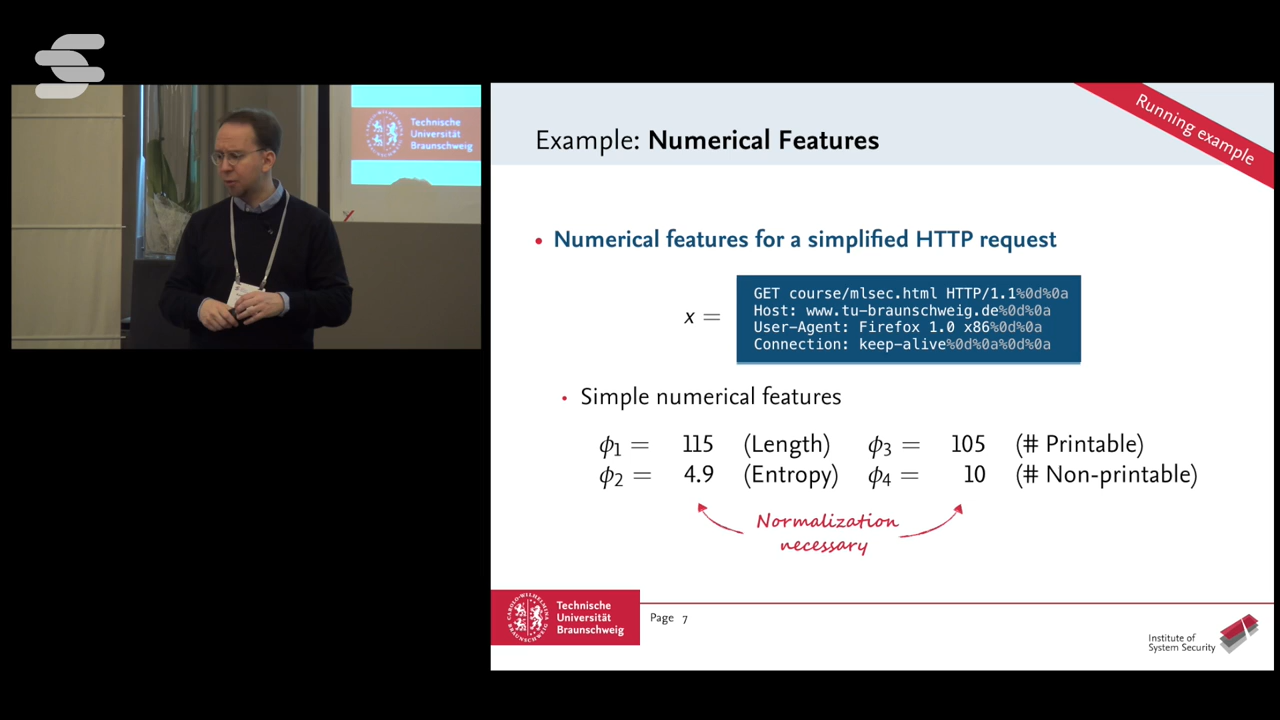 Technische
Universität
Braunschweig
Running example
Example: Numerical Features
• Numerical features for a simplified HTTP request
x =
GET course/mlsec.html HTTP/1.1%0d%0a
Host: www.tu-braunschweig.de%0d%0a
User-Agent: Firefox 1.0 x86%0d%0a
Connection: keep-alive%0d%0a%0d%0a
• Simple numerical features
ϕ1 = 115 (Length) ϕ3 = 105 (# Printable)
ϕ2 = 4.9 (Entropy) ϕ4 = 10 (# Non-printable)
Normalization
necessary
Technische
Universität
Braunschweig
Page 7
Institute of
System Security